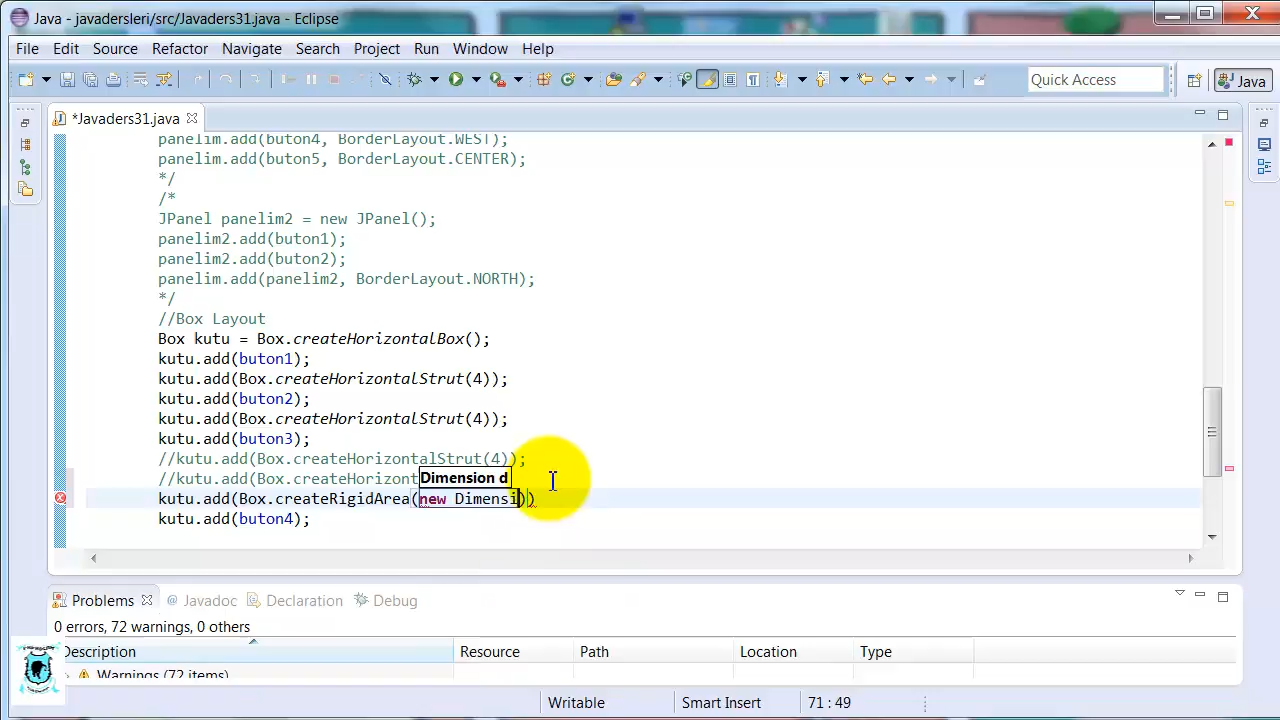 Java - javadersleri/src/Javaders31.java - Eclipse
File Edit Source Refactor Navigate Search Project Run Window Help
Quick Access
Java
*Javaders31.java
panelim.add(buton4, BorderLayout.WEST);
panelim.add(buton5, BorderLayout.CENTER);
*/
/*
JPanel panelim2 = new JPanel();
panelim2.add(buton1);
panelim2.add(buton2);
panelim.add(panelim2, BorderLayout.NORTH);
*/
//Box Layout
Box kutu = Box.createHorizontalBox();
kutu.add(buton1);
kutu.add(Box.createHorizontalStrut(4));
kutu.add(buton2);
kutu.add(Box.createHorizontalStrut(4));
kutu.add(buton3);
//kutu.add(Box.createHorizontalStrut(4));
//kutu.add(Box.createHorizont
Dimension d
kutu.add(Box.createRigidArea(new Dimensi))
kutu.add(buton4);
Problems Javadoc Declaration Debug
0 errors, 72 warnings, 0 others
Description Resource Path Location Type
Warnings (72 items)
Writable Smart Insert 71 : 49